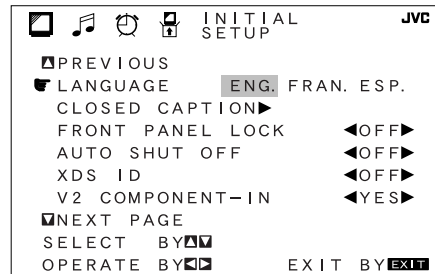 INITIAL SETUP JVC
▲PREVIOUS
LANGUAGE ENG. FRAN. ESP.
CLOSED CAPTION▶
FRONT PANEL LOCK ◀OFF▶
AUTO SHUT OFF ◀OFF▶
XDS ID ◀OFF▶
V2 COMPONENT-IN ◀YES▶
▼NEXT PAGE
SELECT BY▲▼
OPERATE BY◀▶ EXIT BY EXIT